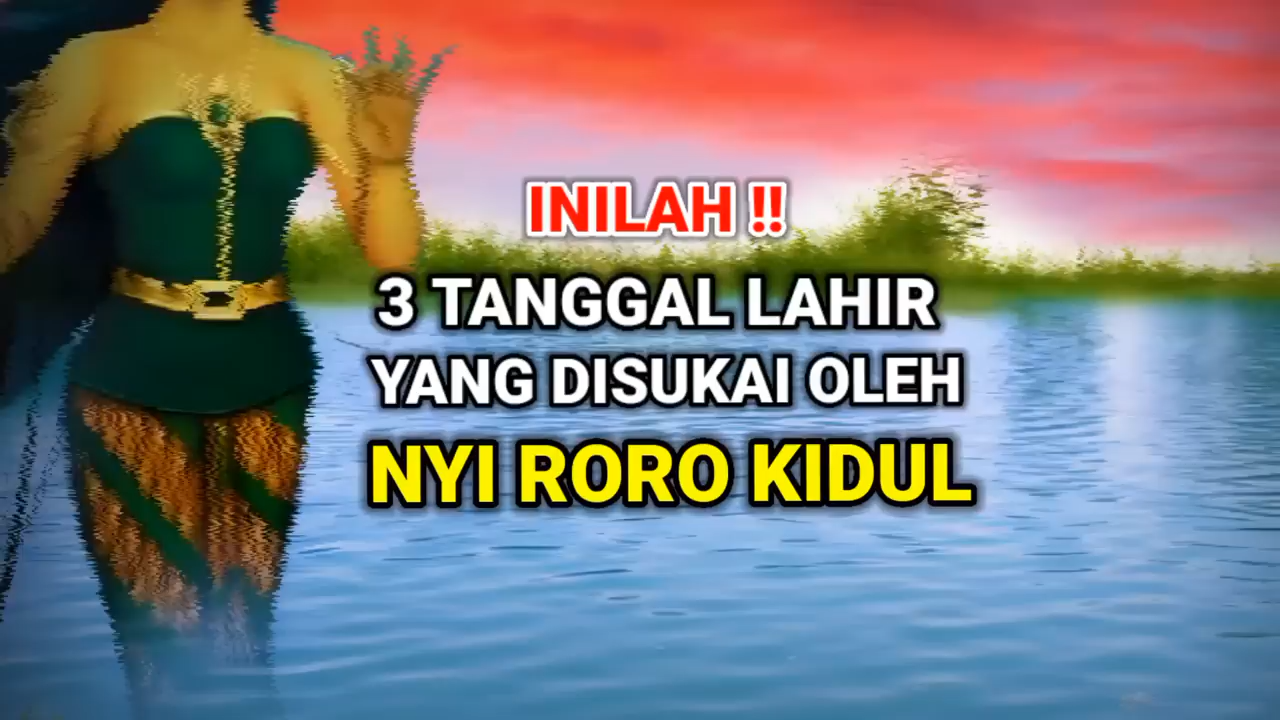 INILAH !!
3 TANGGAL LAHIR
YANG DISUKAI OLEH
NYI RORO KIDUL